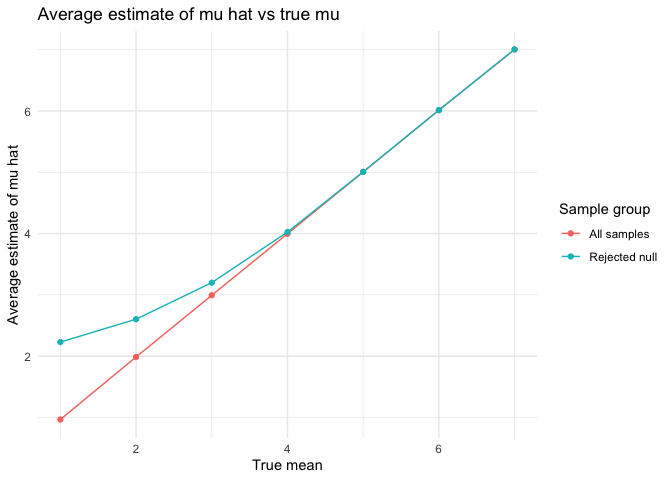 Average estimate of mu hat vs true mu
Average estimate of mu hat
6
4
2
2
4
6
True mean
Sample group
All samples
Rejected null